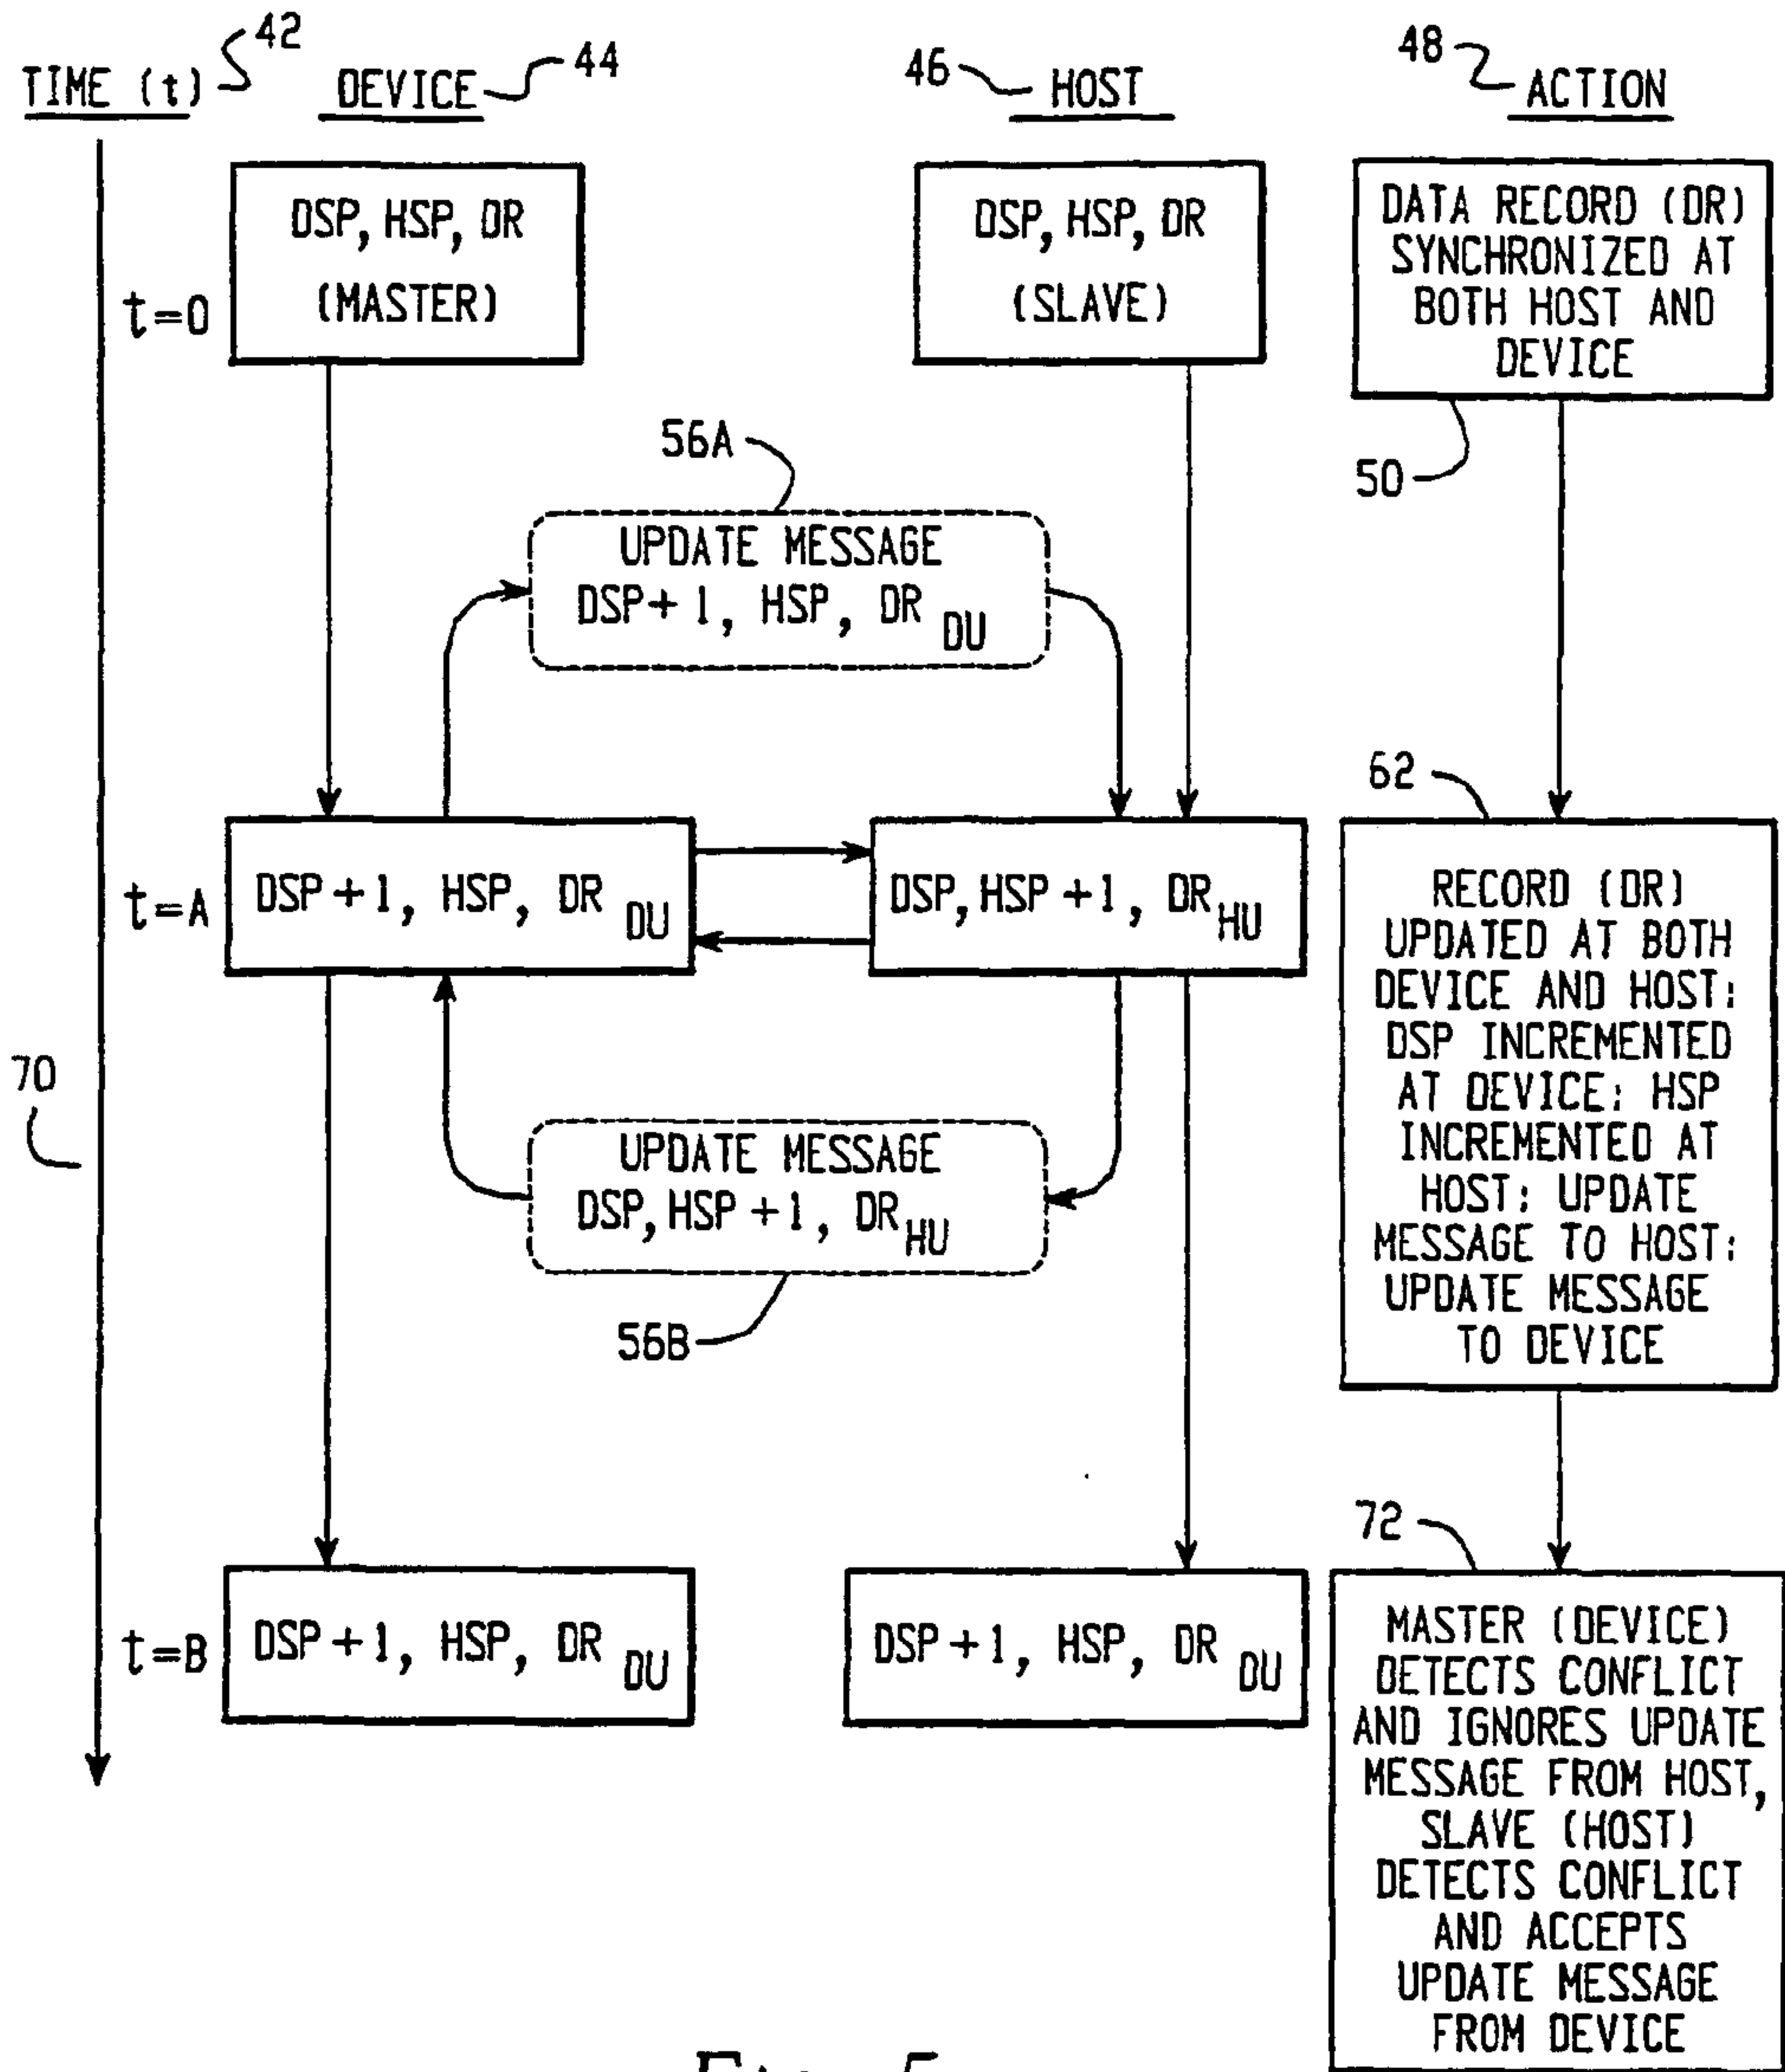 TIME (t) 42
DEVICE 44
46 HOST
48 ACTION
DSP, HSP, DR
(MASTER)
DSP, HSP, DR
(SLAVE)
DATA RECORD (DR)
SYNCHRONIZED AT
BOTH HOST AND
DEVICE
t=0
50
56A
UPDATE MESSAGE
DSP+1, HSP, DR DU
62
t=A
DSP+1, HSP, DR DU
DSP, HSP+1, DR HU
RECORD (DR)
UPDATED AT BOTH
DEVICE AND HOST:
DSP INCREMENTED
AT DEVICE: HSP
INCREMENTED AT
HOST: UPDATE
MESSAGE TO HOST:
UPDATE MESSAGE
TO DEVICE
70
UPDATE MESSAGE
DSP, HSP+1, DR HU
56B
72
t=B
DSP+1, HSP, DR DU
DSP+1, HSP, DR DU
MASTER (DEVICE)
DETECTS CONFLICT
AND IGNORES UPDATE
MESSAGE FROM HOST,
SLAVE (HOST)
DETECTS CONFLICT
AND ACCEPTS
UPDATE MESSAGE
FROM DEVICE